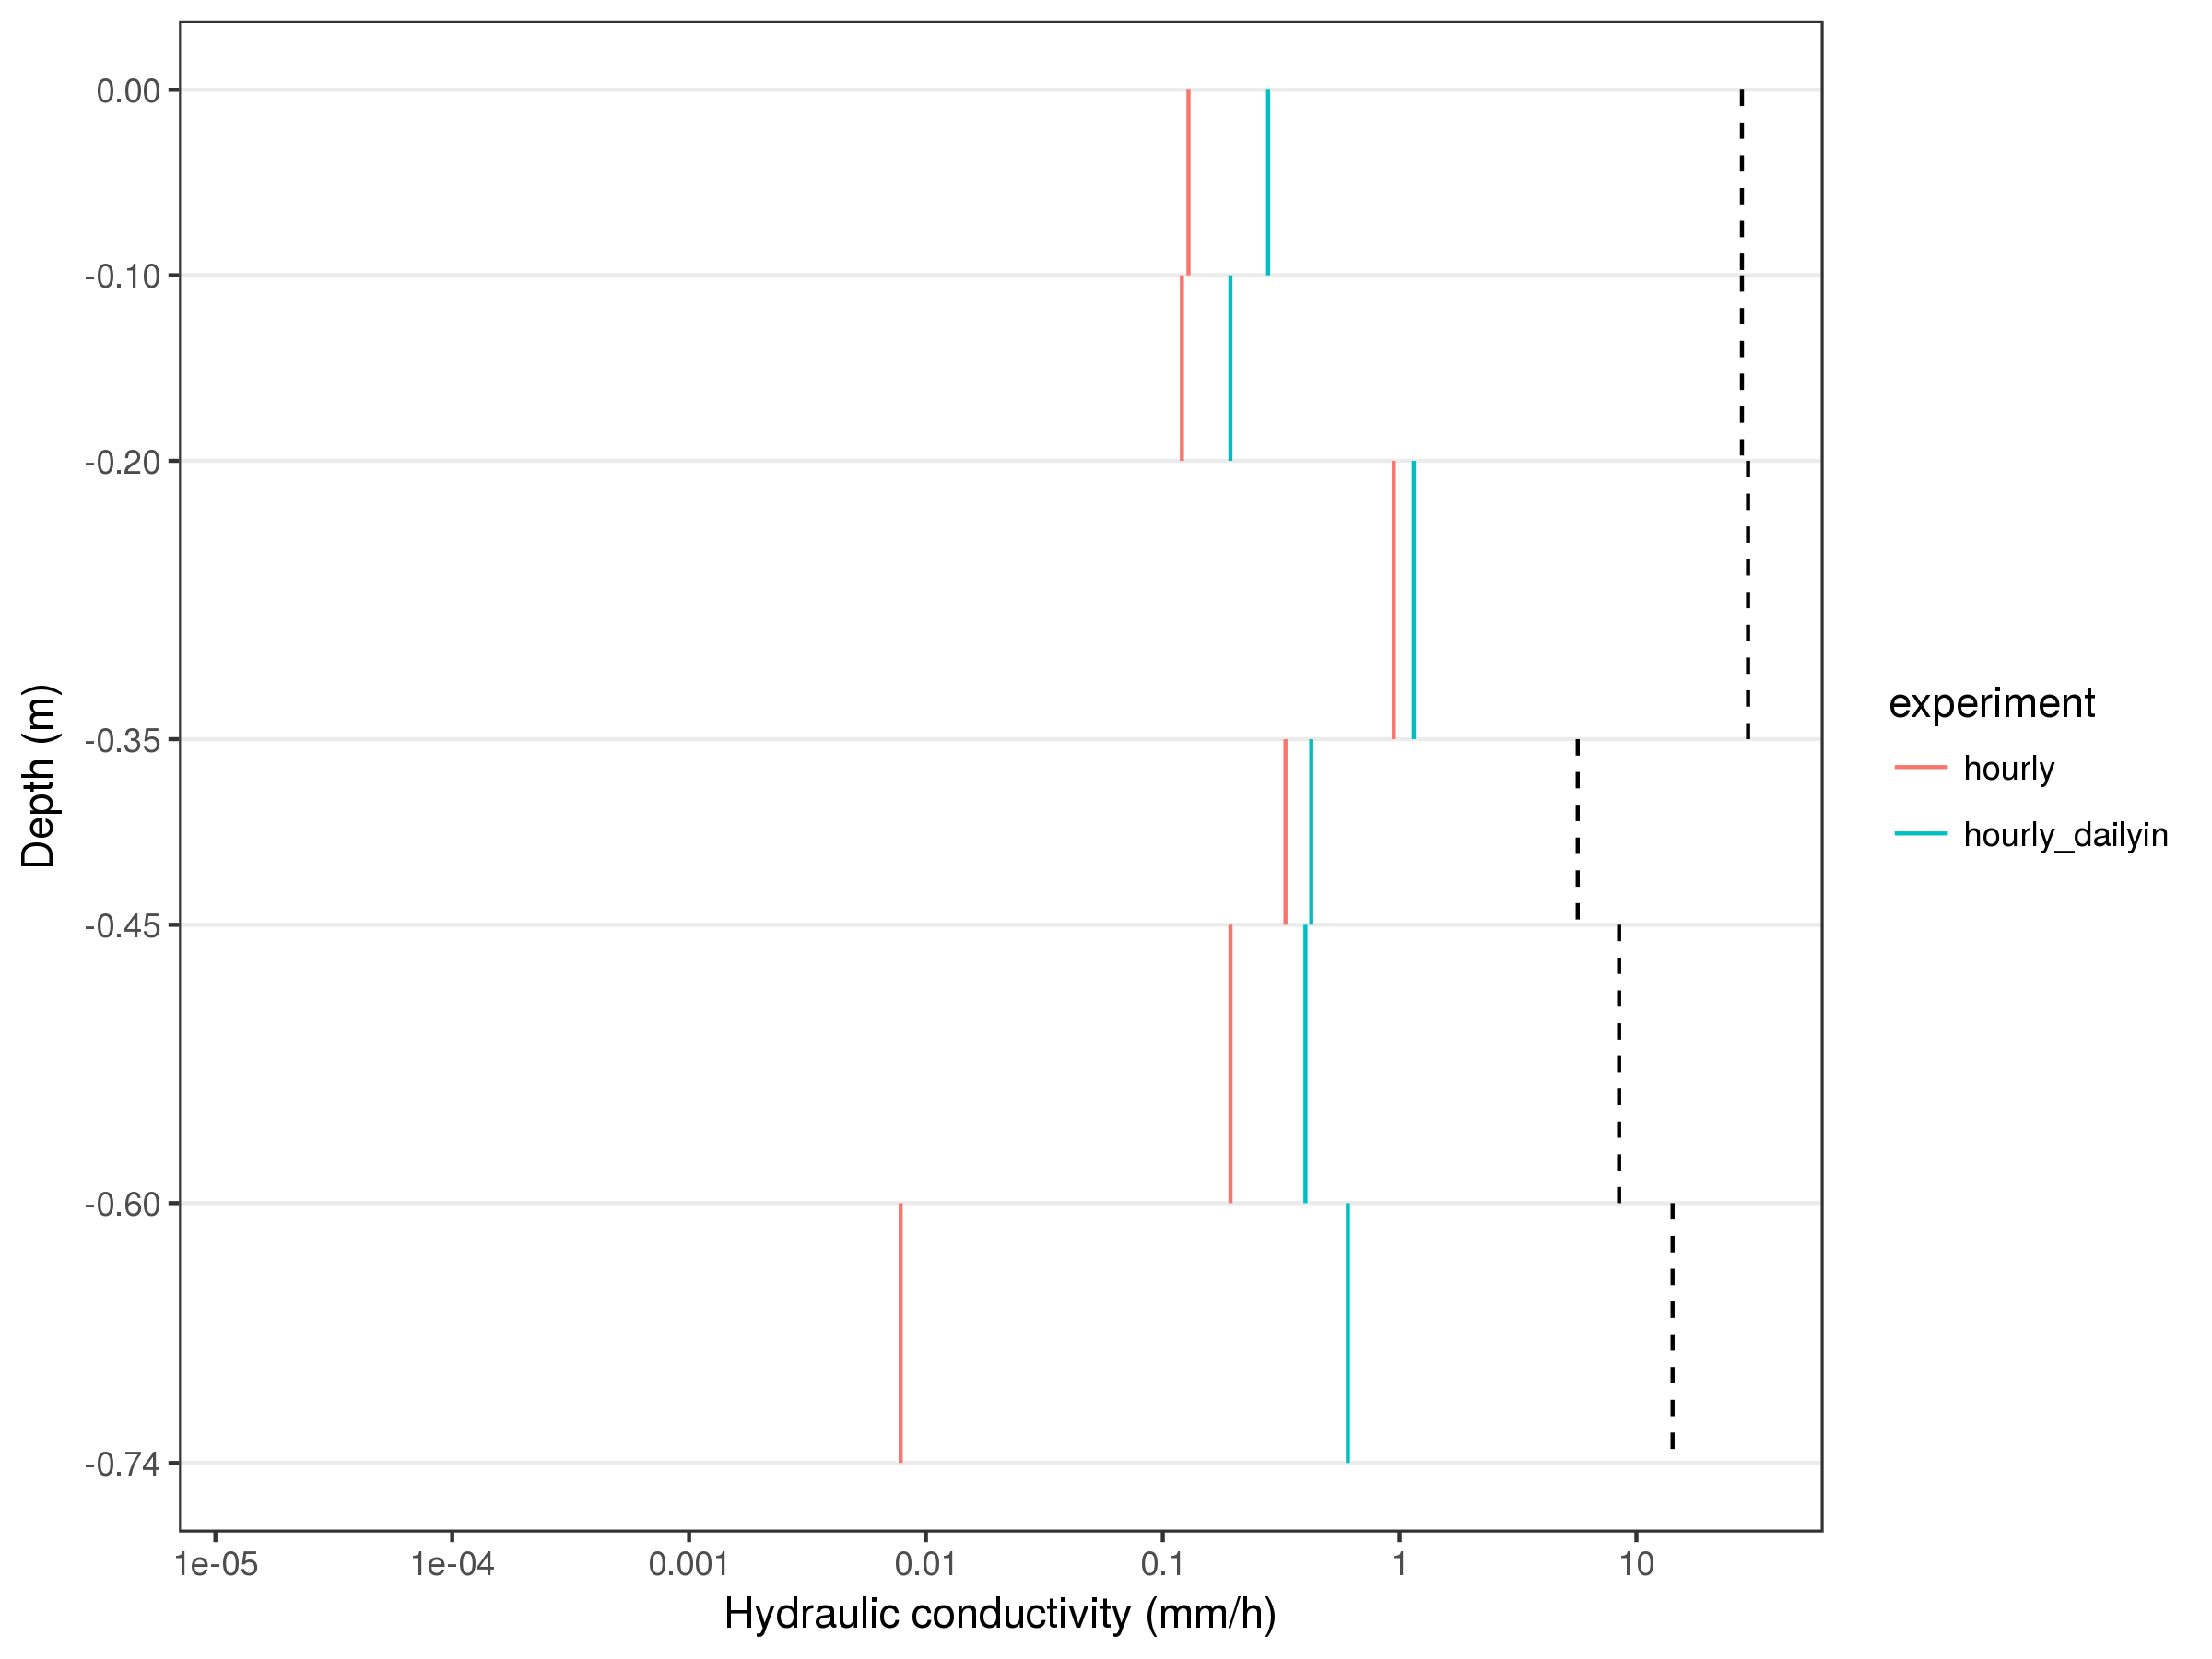 0.00
-0.10
-0.20
-0.35
-0.45
-0.60
-0.74
Depth (m)
1e-05 1e-04 0.001 0.01 0.1 1 10
Hydraulic conductivity (mm/h)
experiment
hourly
hourly_dailyin